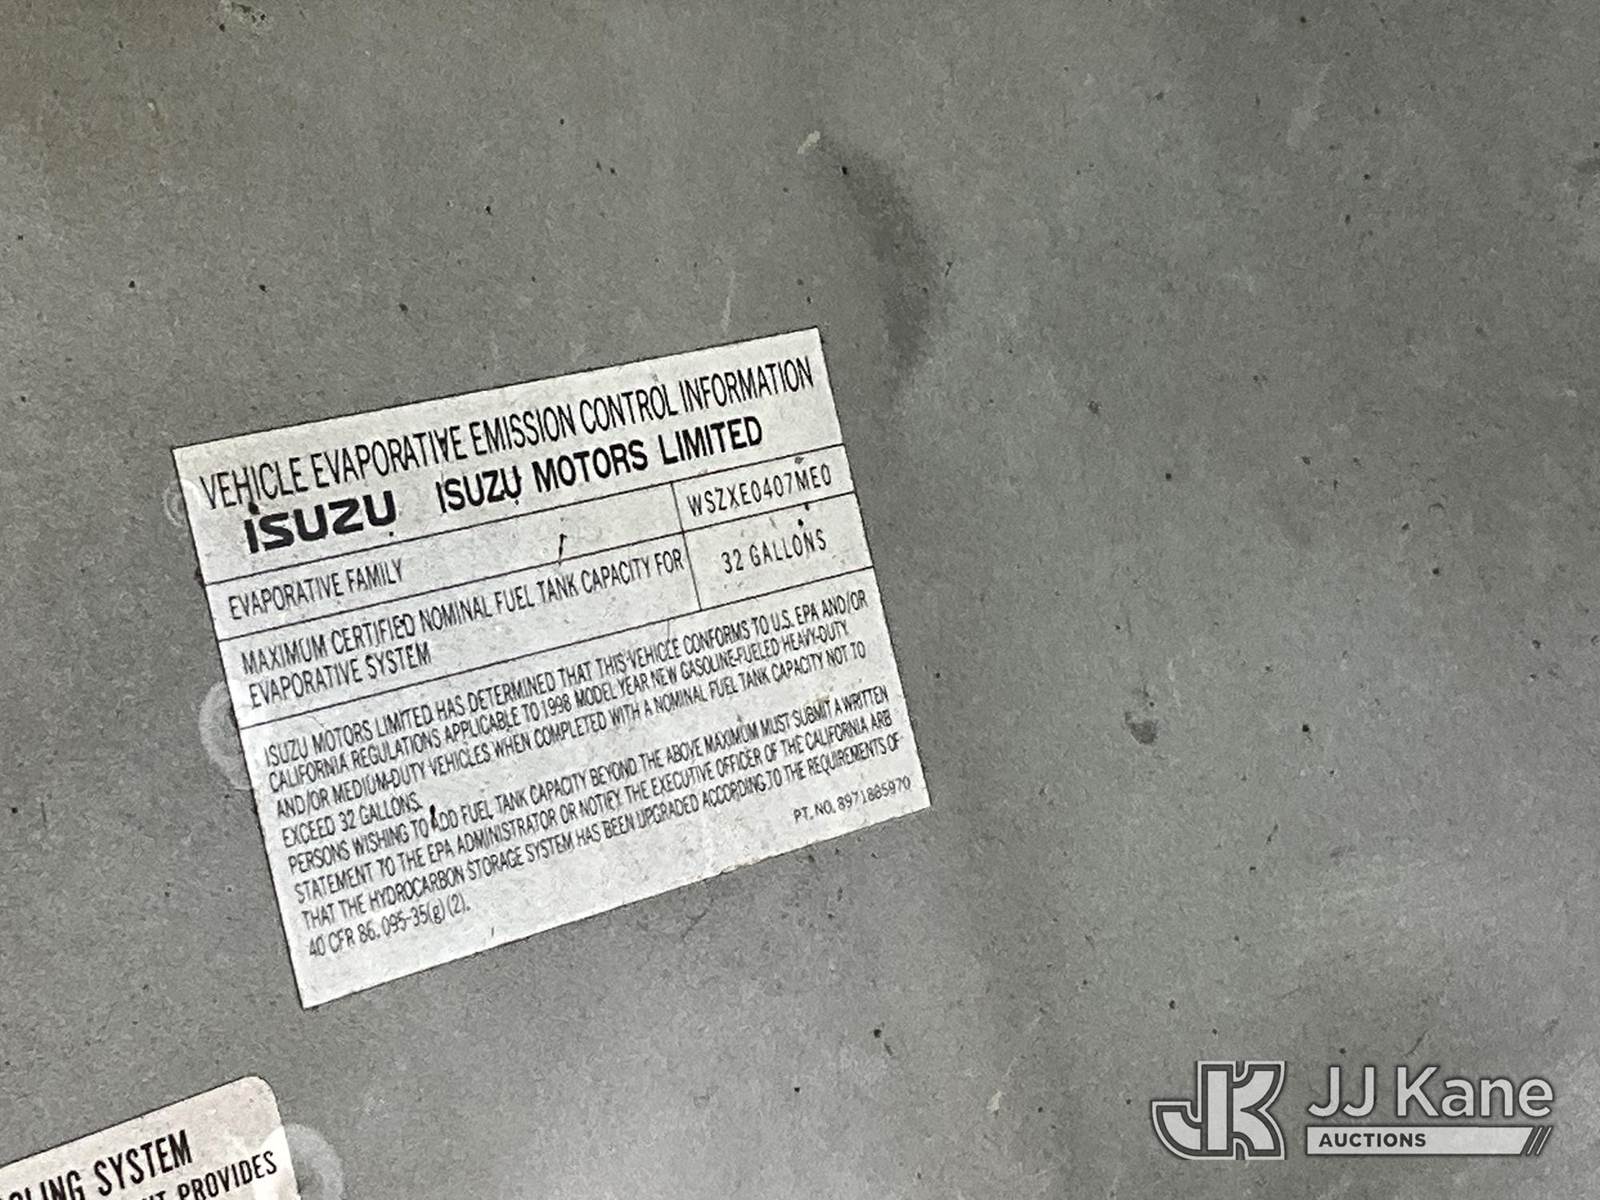 VEHICLE EVAPORATIVE EMISSION CONTROL INFORMATION
ISUZU ISUZU MOTORS LIMITED
EVAPORATIVE FAMILY WSZXE0407ME0
MAXIMUM CERTIFIED NOMINAL FUEL TANK CAPACITY FOR
EVAPORATIVE SYSTEM
32 GALLONS
ISUZU MOTORS LIMITED HAS DETERMINED THAT THIS VEHICLE CONFORMS TO U.S. EPA AND/OR
CALIFORNIA REGULATIONS APPLICABLE TO 1998 MODEL YEAR NEW GASOLINE-FUELED HEAVY-DUTY
AND/OR MEDIUM-DUTY VEHICLES WHEN COMPLETED WITH A NOMINAL FUEL TANK CAPACITY NOT TO
EXCEED 32 GALLONS.
PERSONS WISHING TO ADD FUEL TANK CAPACITY BEYOND THE ABOVE MAXIMUM MUST SUBMIT A WRITTEN
STATEMENT TO THE EPA ADMINISTRATOR OR NOTIFY THE EXECUTIVE OFFICER OF THE CALIFORNIA ARB
THAT THE HYDROCARBON STORAGE SYSTEM HAS BEEN UPGRADED ACCORDING TO THE REQUIREMENTS OF
40 CFR 86. 095-35(g)(2).
PT. NO. 8971885970
SYSTEM
PROVIDES
JK JJ Kane
AUCTIONS